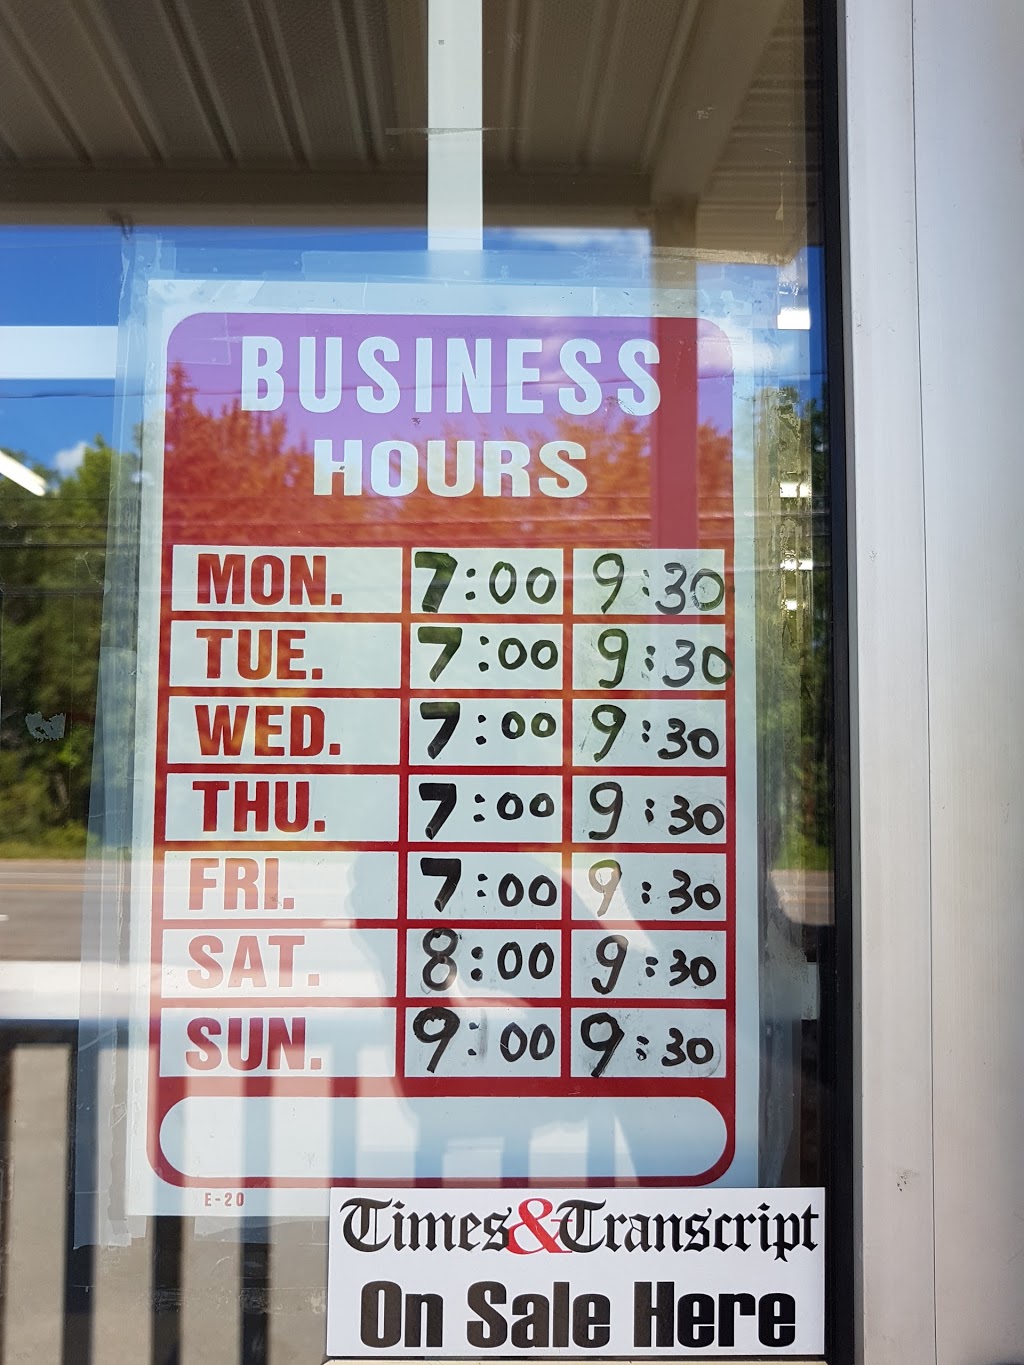 BUSINESS
HOURS
MON. 7:00 9:30
TUE. 7:00 9:30
WED. 7:00 9:30
THU. 7:00 9:30
FRI. 7:00 9:30
SAT. 8:00 9:30
SUN. 9:00 9:30
E-20
Times&Transcript
On Sale Here